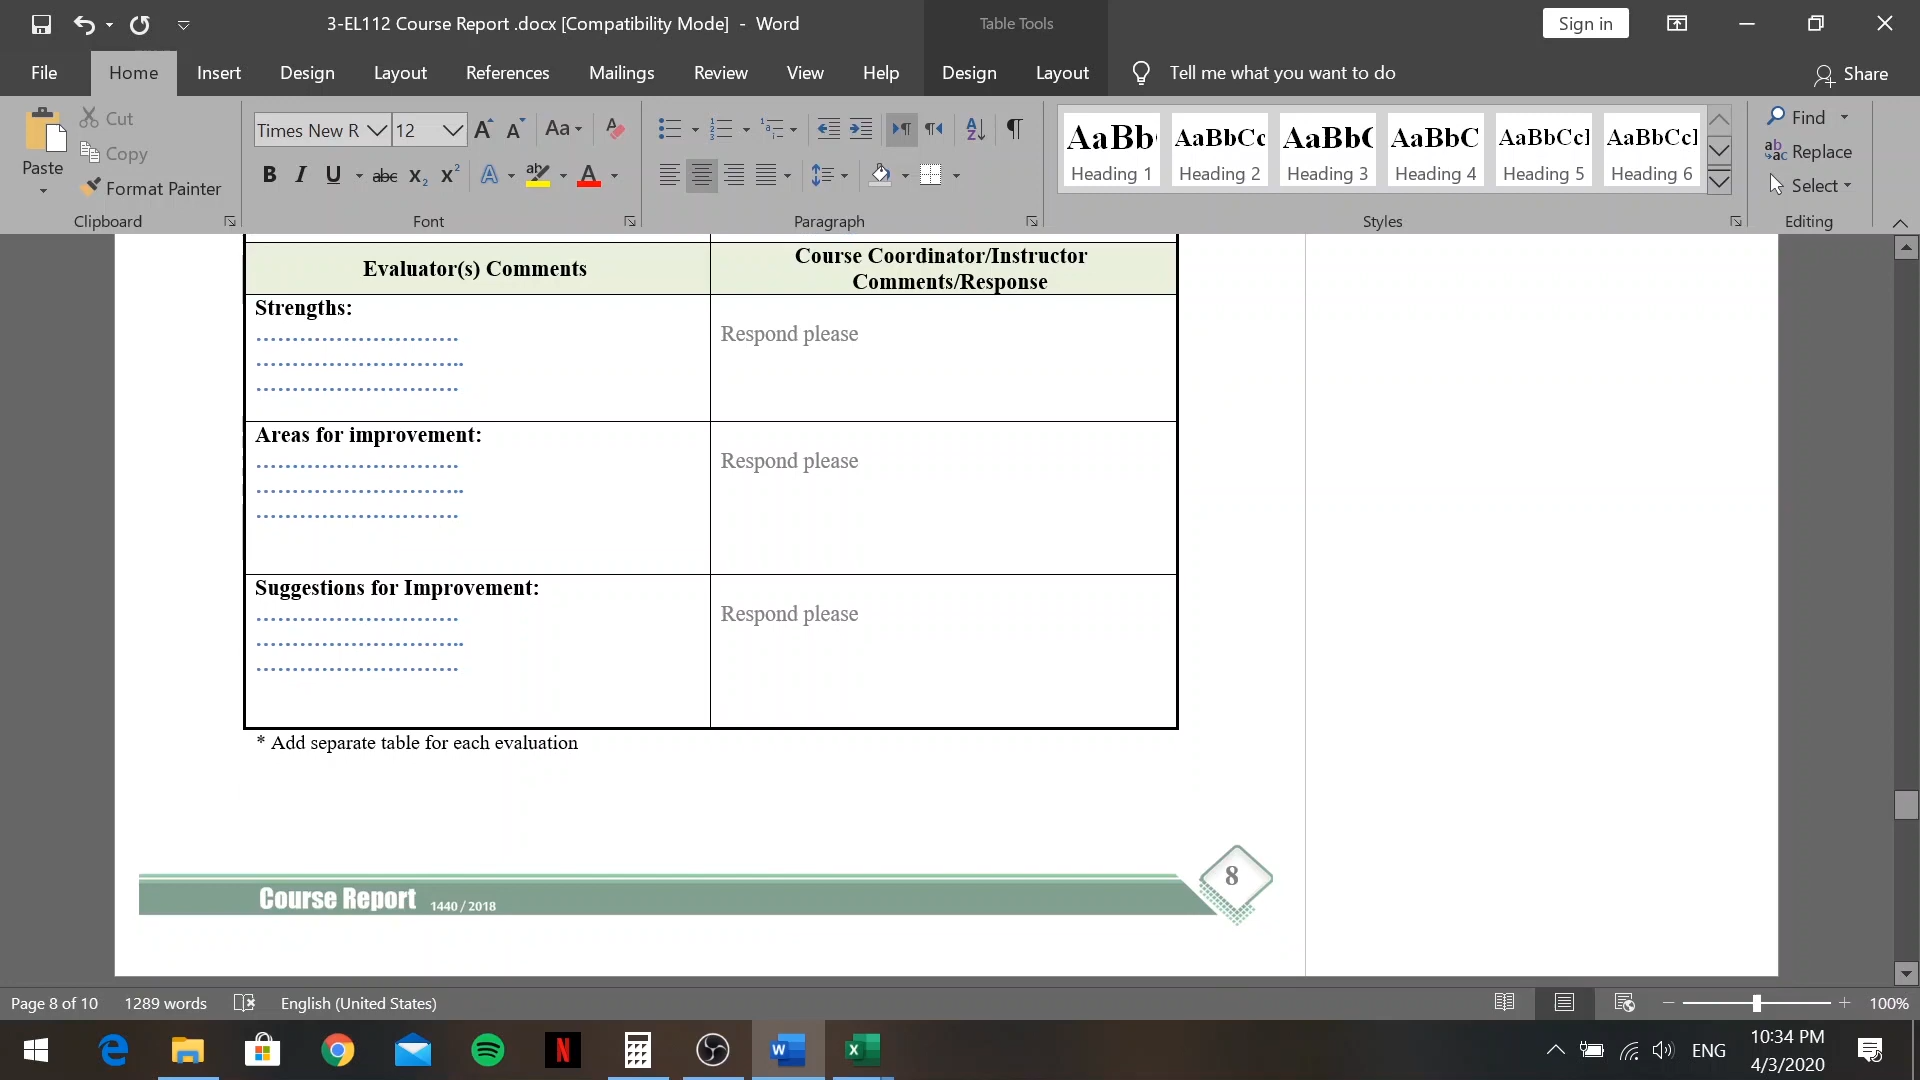 3-EL112 Course Report .docx [Compatibility Mode] - Word
Table Tools
Sign in
File Home Insert Design Layout References Mailings Review View Help Design Layout Tell me what you want to do Share
Paste
Cut
Copy
Format Painter
Clipboard
Times New R 12
Font
Paragraph
AaBb AaBbCc AaBbC AaBbC AaBbCcI AaBbCcI
Heading 1 Heading 2 Heading 3 Heading 4 Heading 5 Heading 6
Styles
Find
Replace
Select
Editing
Evaluator(s) Comments
Course Coordinator/Instructor
Comments/Response
Strengths:
……………………….
………………………..
……………………….
Respond please
Areas for improvement:
……………………….
………………………..
……………………….
Respond please
Suggestions for Improvement:
……………………….
………………………..
……………………….
Respond please
* Add separate table for each evaluation
8
Course Report 1440 / 2018
Page 8 of 10 1289 words English (United States) 100%
ENG
10:34 PM
4/3/2020